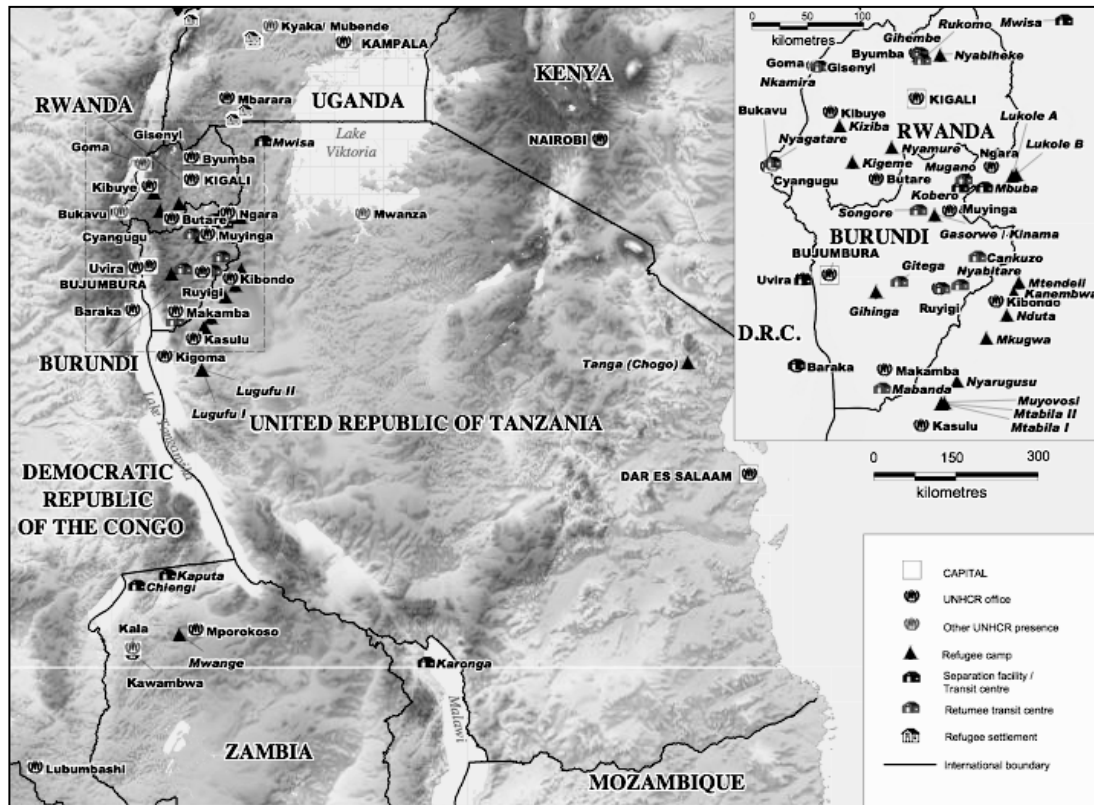 Kyaka/ Mubende
KAMPALA
KENYA
RWANDA
Mbarara
UGANDA
Gisenyi
Goma
Mwisa
Lake
Viktoria
NAIROBI
Byumba
Kibuye
KIGALI
Bukavu
Butare
Ngara
Mwanza
Cyangugu
Muyinga
Uvira
BUJUMBURA
Kibondo
Ruyigi
Baraka
Makamba
Kasulu
BURUNDI
Kigoma
Lugufu II
Lugufu I
Tanga (Chogo)
UNITED REPUBLIC OF TANZANIA
Lake Tanganyika
DEMOCRATIC
REPUBLIC
OF THE CONGO
DAR ES SALAAM
Kaputa
Chiengi
Kala
Mporokoso
Mwange
Kawambwa
Karonga
Malawi
ZAMBIA
Lubumbashi
MOZAMBIQUE
0 50 100
kilometres
Rukomo
Mwisa
Gihembe
Byumba
Nyabiheke
Goma
Gisenyi
Nkamira
KIGALI
Bukavu
Kibuye
Kiziba
Nyagatare
RWANDA
Lukole A
Nyamure
Ngara
Lukole B
Kigeme
Mugano
Cyangugu
Butare
Mbuba
Kobero
Songore
Muyinga
Gasorwe / Kinama
BURUNDI
BUJUMBURA
Cankuzo
Gitega
Nyabitare
Uvira
Mtendeli
Kanembwa
Ruyigi
Kibondo
Gihinga
Nduta
D.R.C.
Mkugwa
Baraka
Makamba
Nyarugusu
Mabanda
Muyovosi
Mtabila II
Mtabila I
Kasulu
0 150 300
kilometres
CAPITAL
UNHCR office
Other UNHCR presence
Refugee camp
Separation facility /
Transit centre
Returnee transit centre
Refugee settlement
International boundary